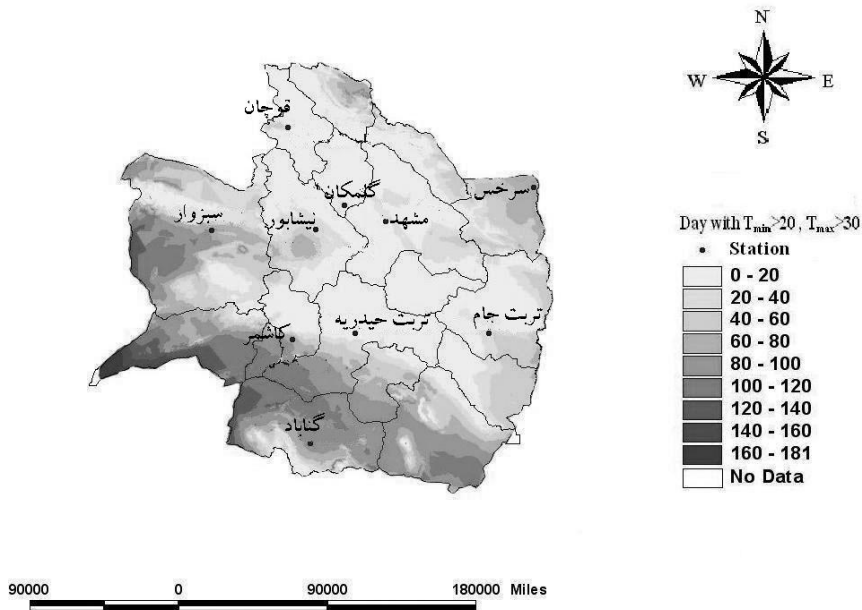 N
W E
S
قوچان
گلمکان
سرخس
مشهد
نیشابور
سبزوار
تربت جام
تربت حیدریه
کاشمر
گناباد
Day with Tmin>20 , Tmax>30
Station
0 - 20
20 - 40
40 - 60
60 - 80
80 - 100
100 - 120
120 - 140
140 - 160
160 - 181
No Data
90000 0 90000 180000 Miles